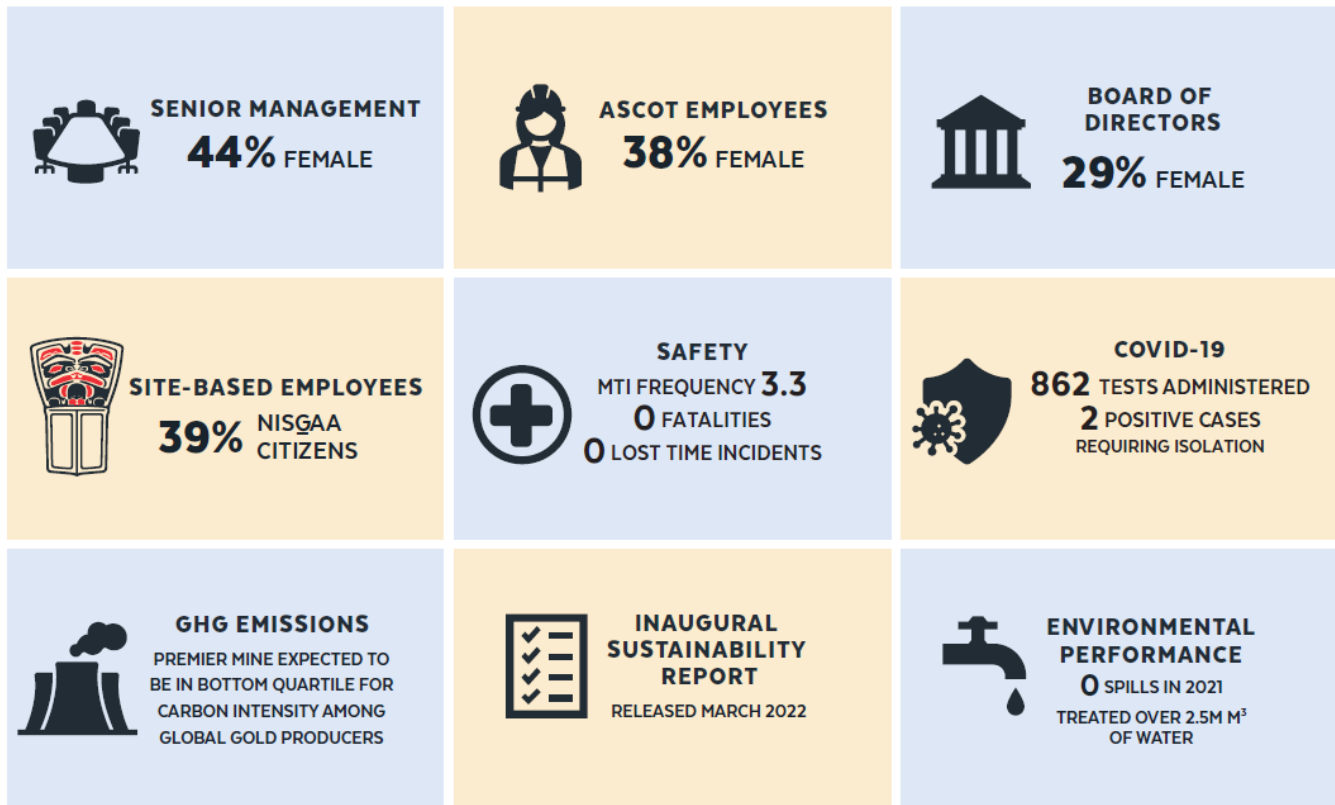 SENIOR MANAGEMENT
44% FEMALE
ASCOT EMPLOYEES
38% FEMALE
BOARD OF
DIRECTORS
29% FEMALE
SITE-BASED EMPLOYEES
39% NISG̲AA
CITIZENS
SAFETY
MTI FREQUENCY 3.3
0 FATALITIES
0 LOST TIME INCIDENTS
COVID-19
862 TESTS ADMINISTERED
2 POSITIVE CASES
REQUIRING ISOLATION
GHG EMISSIONS
PREMIER MINE EXPECTED TO
BE IN BOTTOM QUARTILE FOR
CARBON INTENSITY AMONG
GLOBAL GOLD PRODUCERS
INAUGURAL
SUSTAINABILITY
REPORT
RELEASED MARCH 2022
ENVIRONMENTAL
PERFORMANCE
0 SPILLS IN 2021
TREATED OVER 2.5M M³
OF WATER